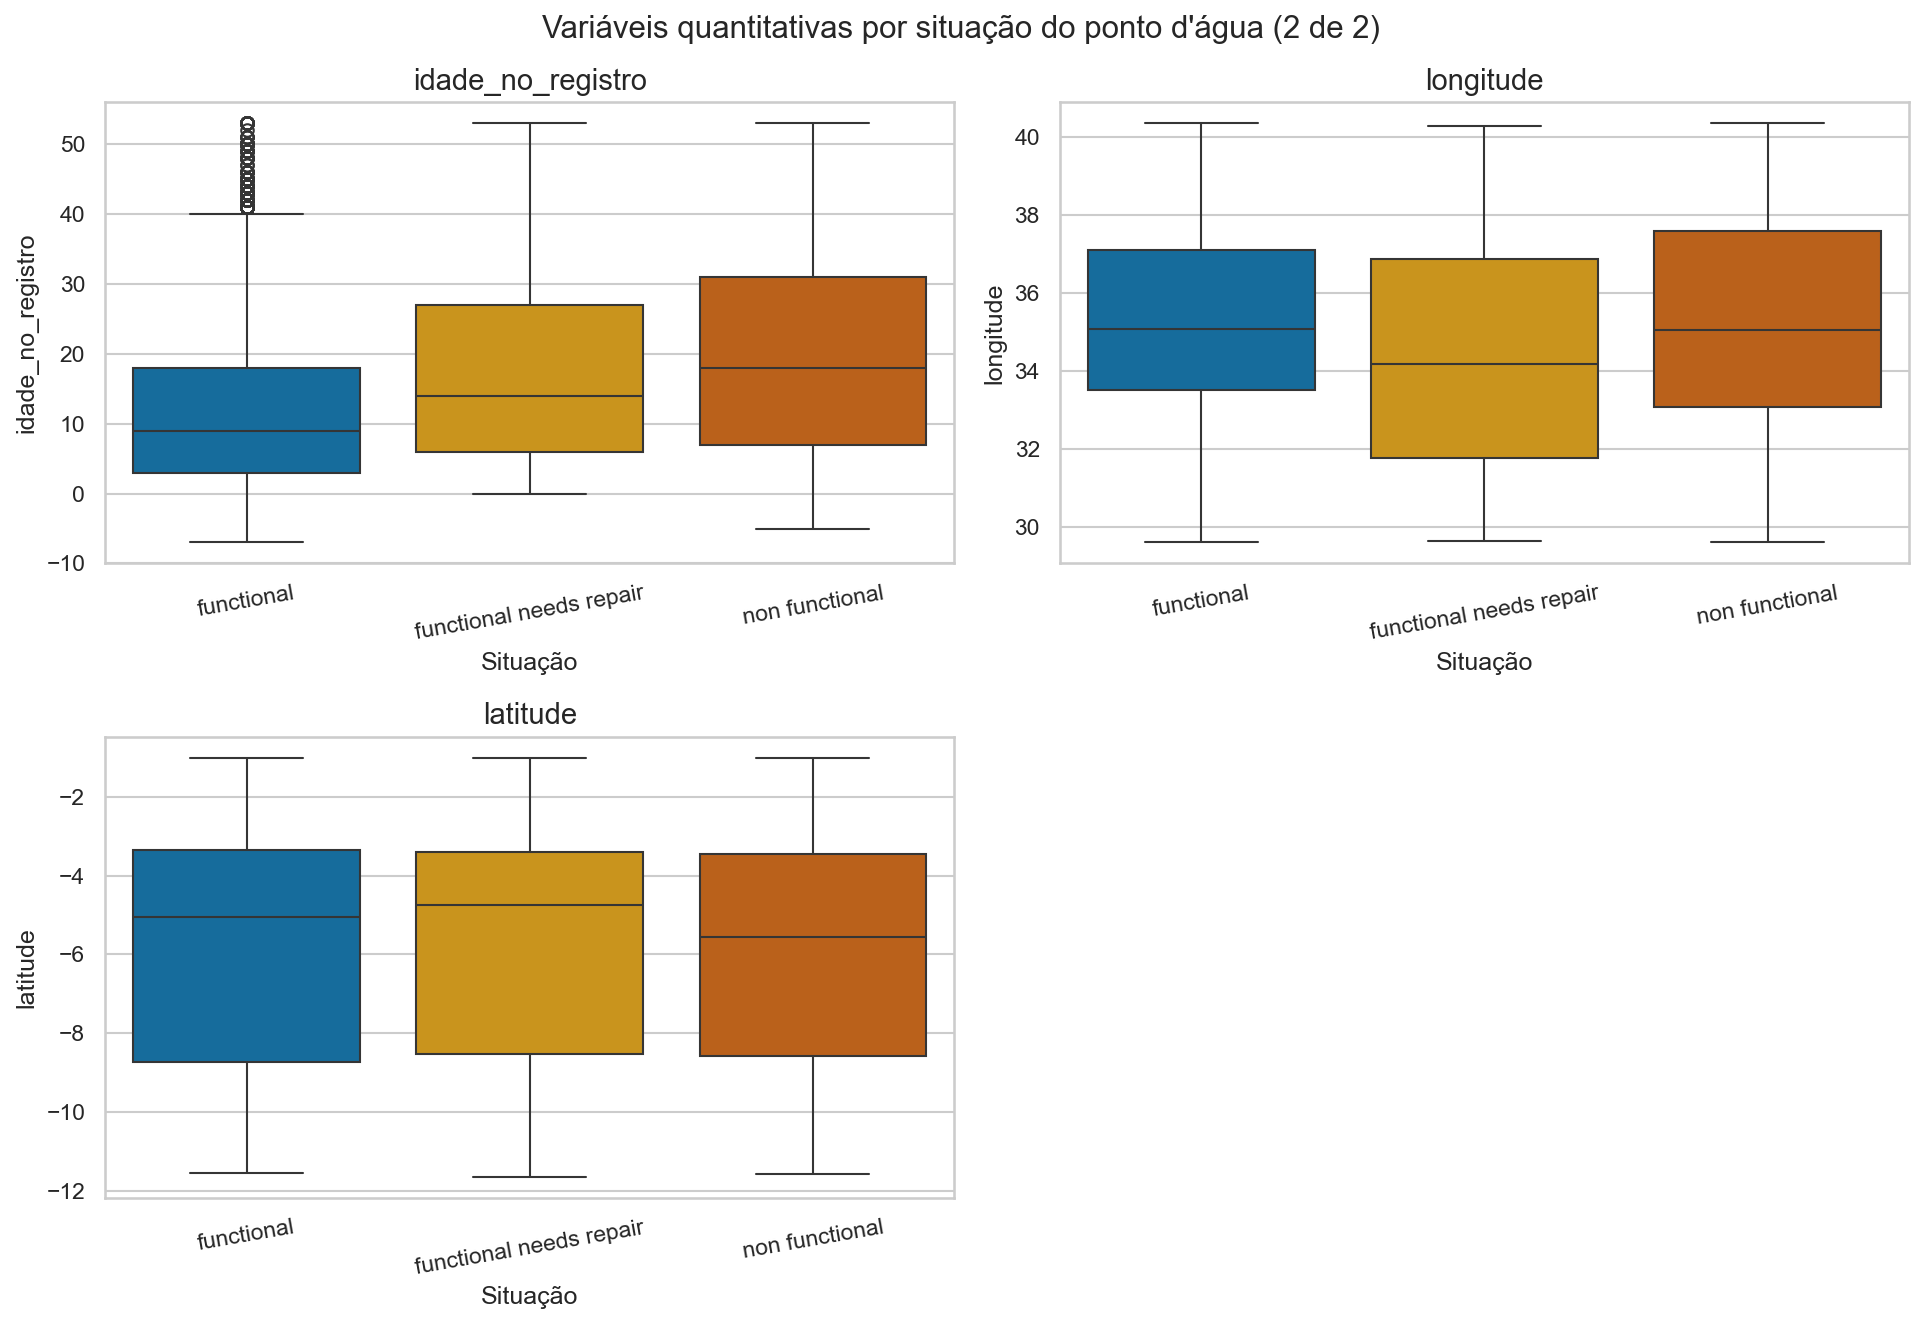 Variáveis quantitativas por situação do ponto d'água (2 de 2)
idade_no_registro
idade_no_registro
50
40
30
20
10
0
−10
functional
functional needs repair
non functional
Situação
longitude
longitude
40
38
36
34
32
30
functional
functional needs repair
non functional
Situação
latitude
latitude
−2
−4
−6
−8
−10
−12
functional
functional needs repair
non functional
Situação